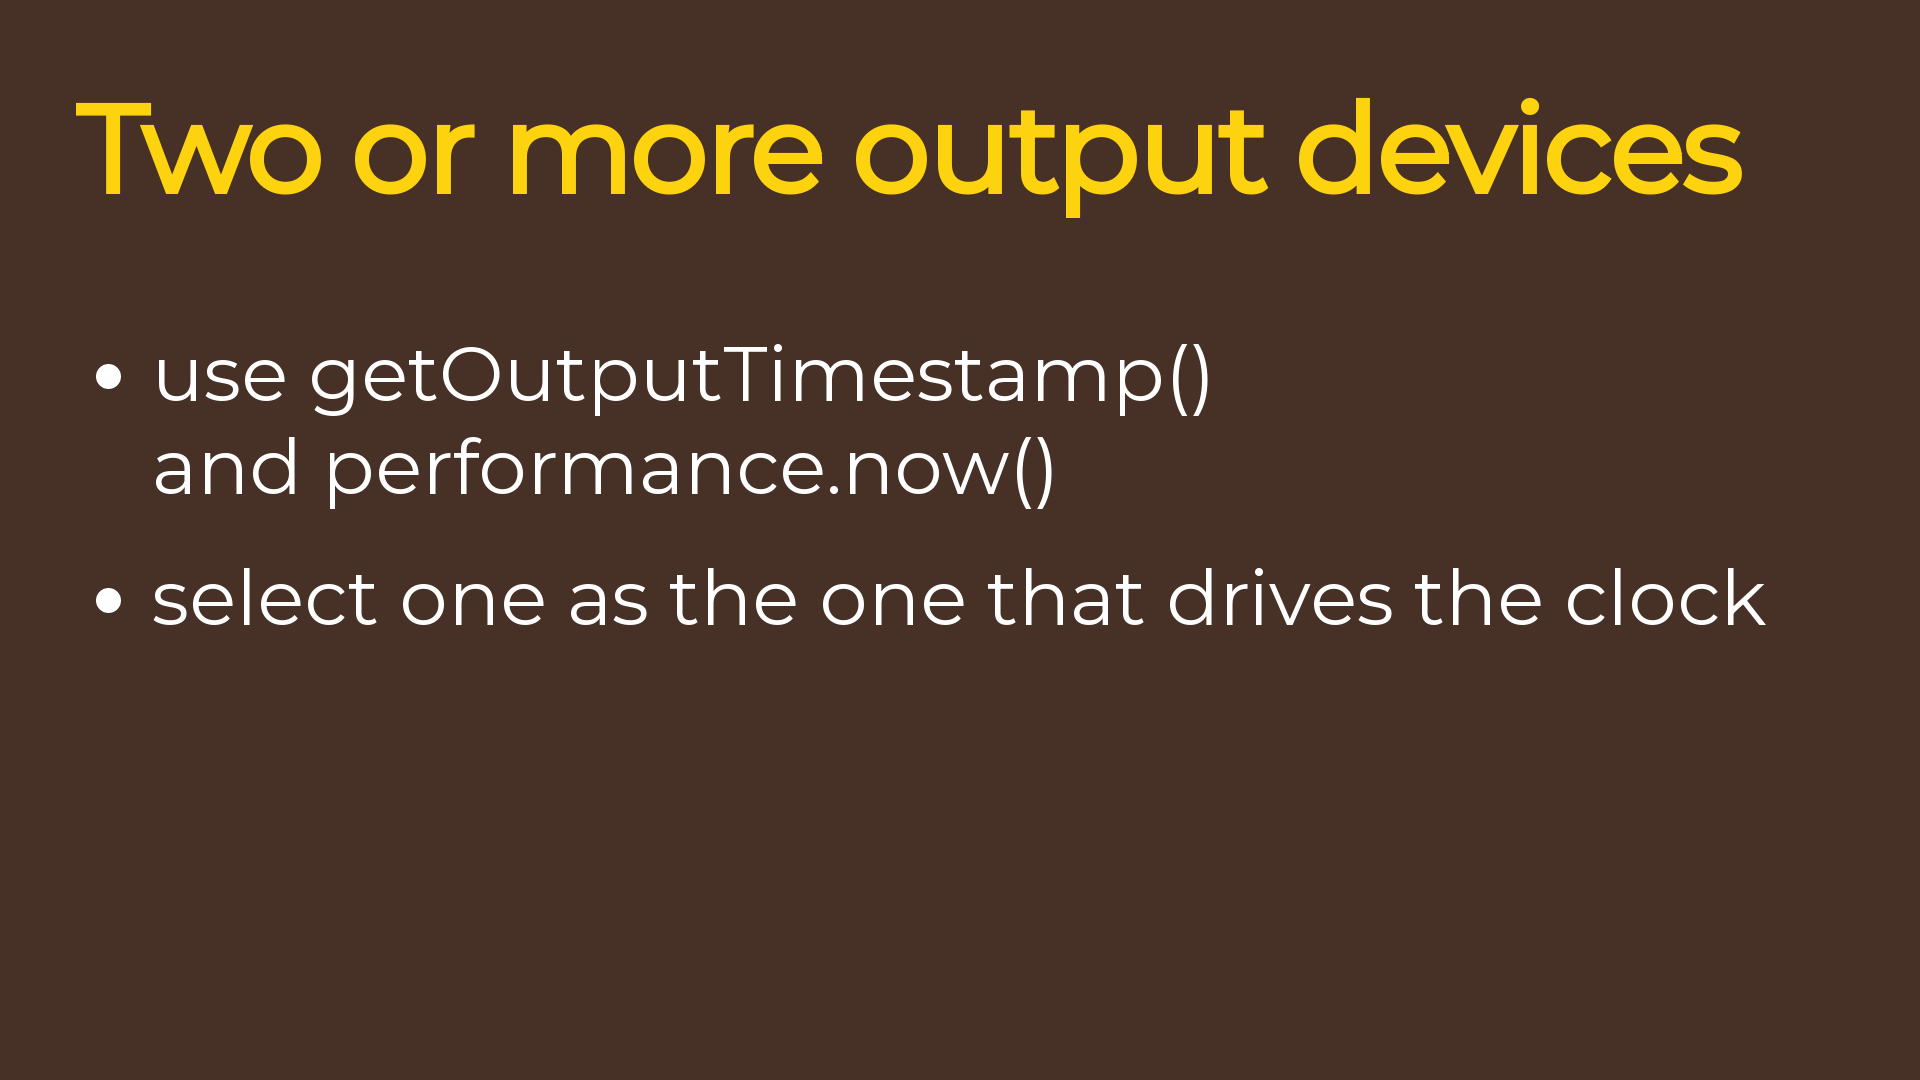 Two or more output devices
• use getOutputTimestamp()
and performance.now()
• select one as the one that drives the clock